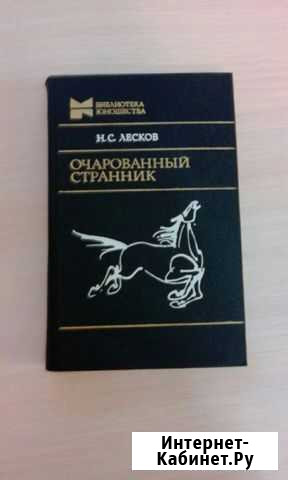 БИБЛИОТЕКА
ЮНОШЕСТВА
Н.С. ЛЕСКОВ
ОЧАРОВАННЫЙ
СТРАННИК
Интернет-
Кабинет.Ру